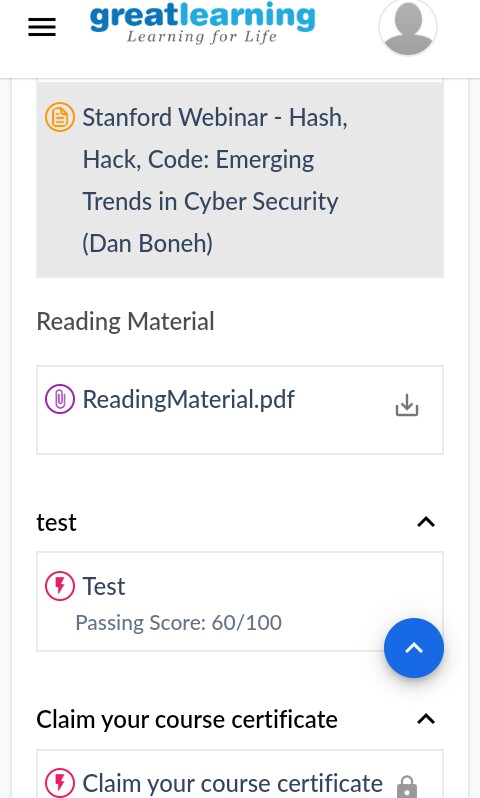 greatlearning
Learning for Life
Stanford Webinar - Hash,
Hack, Code: Emerging
Trends in Cyber Security
(Dan Boneh)
Reading Material
ReadingMaterial.pdf
test
Test
Passing Score: 60/100
Claim your course certificate
Claim your course certificate